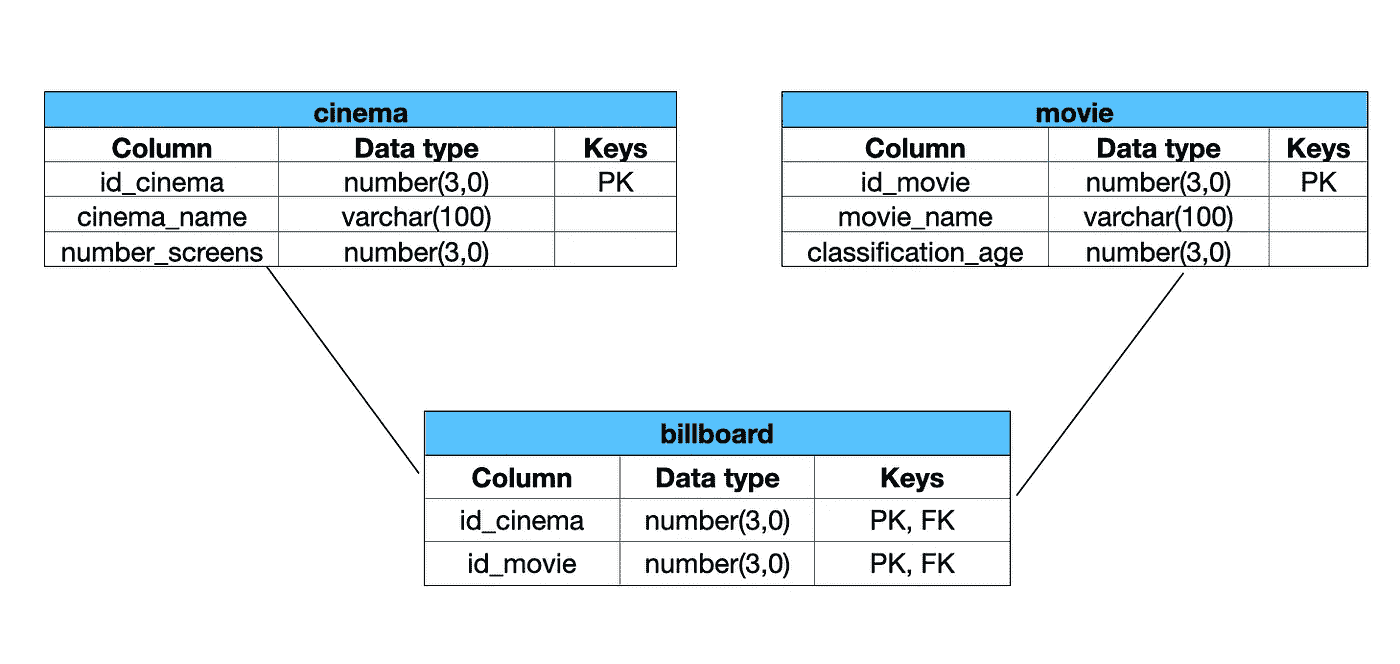 cinema
Column Data type Keys
id_cinema number(3,0) PK
cinema_name varchar(100)
number_screens number(3,0)
movie
Column Data type Keys
id_movie number(3,0) PK
movie_name varchar(100)
classification_age number(3,0)
billboard
Column Data type Keys
id_cinema number(3,0) PK, FK
id_movie number(3,0) PK, FK